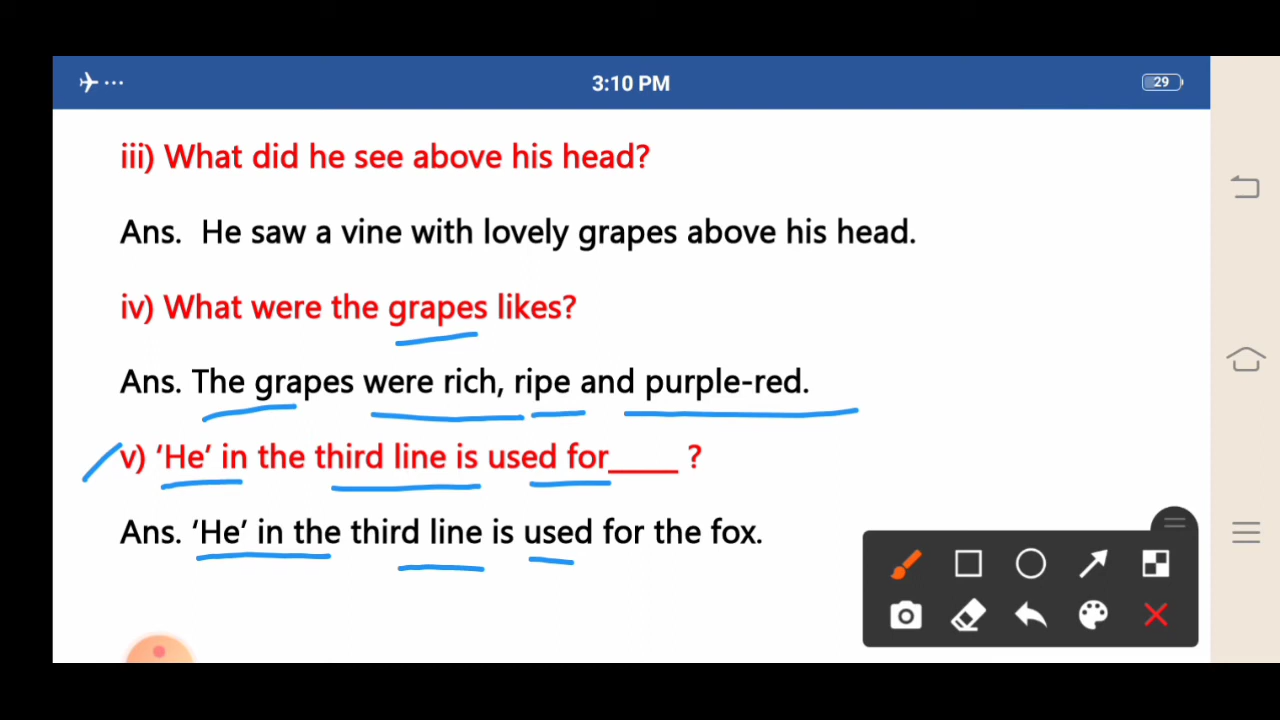 3:10 PM
29
iii) What did he see above his head?
Ans. He saw a vine with lovely grapes above his head.
iv) What were the grapes likes?
Ans. The grapes were rich, ripe and purple-red.
v) ‘He’ in the third line is used for____ ?
Ans. ‘He’ in the third line is used for the fox.